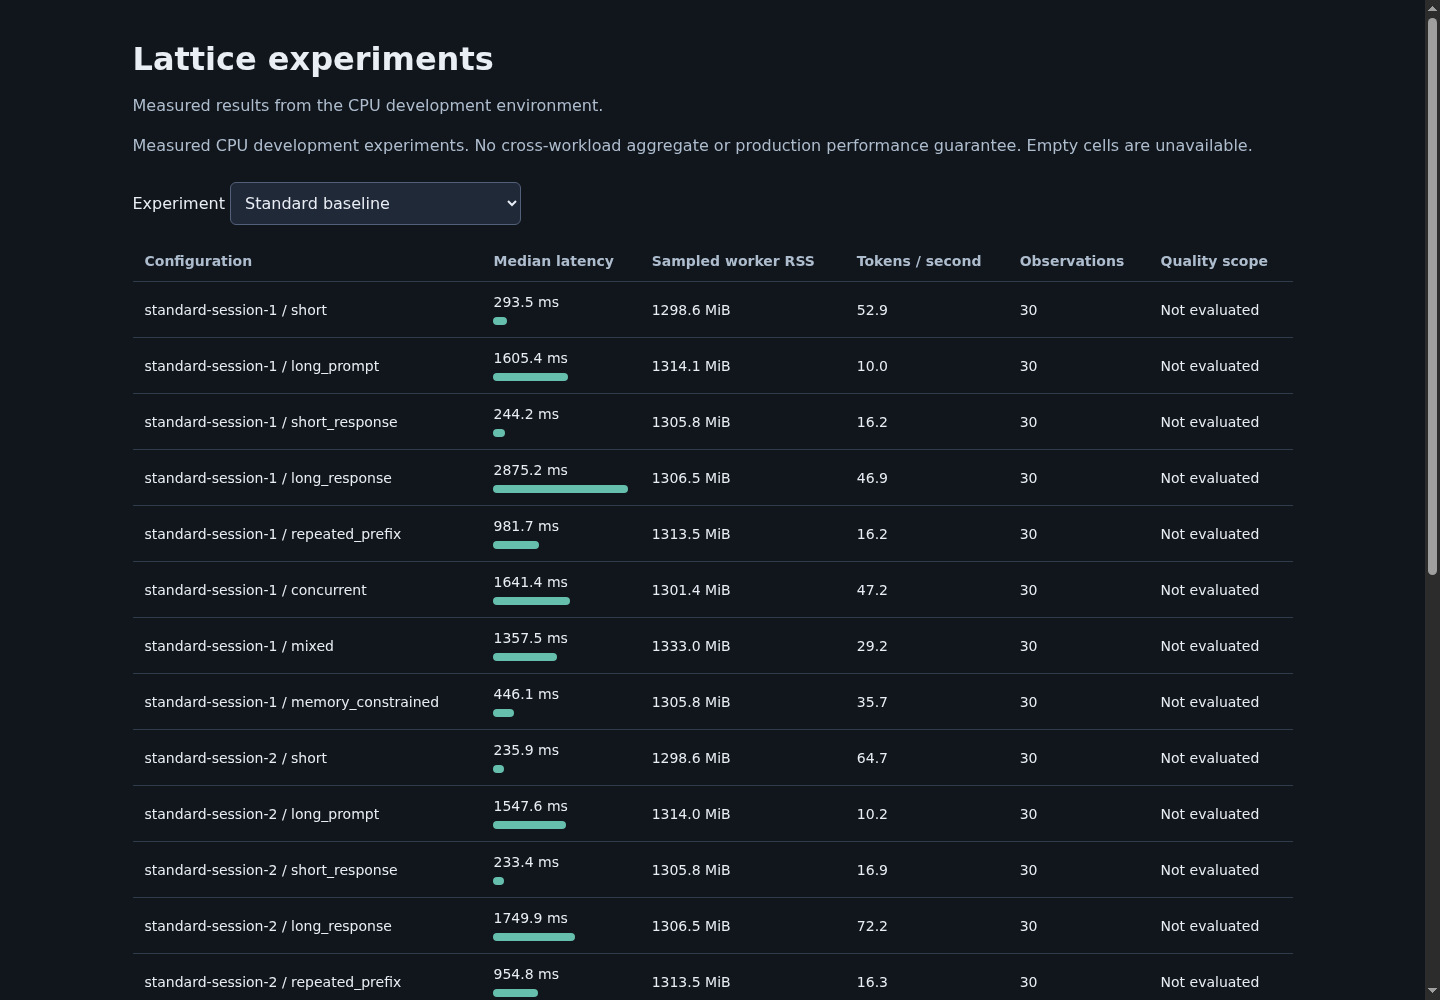 Lattice experiments
Measured results from the CPU development environment.
Measured CPU development experiments. No cross-workload aggregate or production performance guarantee. Empty cells are unavailable.
Experiment Standard baseline
Configuration Median latency Sampled worker RSS Tokens / second Observations Quality scope
standard-session-1 / short 293.5 ms 1298.6 MiB 52.9 30 Not evaluated
standard-session-1 / long_prompt 1605.4 ms 1314.1 MiB 10.0 30 Not evaluated
standard-session-1 / short_response 244.2 ms 1305.8 MiB 16.2 30 Not evaluated
standard-session-1 / long_response 2875.2 ms 1306.5 MiB 46.9 30 Not evaluated
standard-session-1 / repeated_prefix 981.7 ms 1313.5 MiB 16.2 30 Not evaluated
standard-session-1 / concurrent 1641.4 ms 1301.4 MiB 47.2 30 Not evaluated
standard-session-1 / mixed 1357.5 ms 1333.0 MiB 29.2 30 Not evaluated
standard-session-1 / memory_constrained 446.1 ms 1305.8 MiB 35.7 30 Not evaluated
standard-session-2 / short 235.9 ms 1298.6 MiB 64.7 30 Not evaluated
standard-session-2 / long_prompt 1547.6 ms 1314.0 MiB 10.2 30 Not evaluated
standard-session-2 / short_response 233.4 ms 1305.8 MiB 16.9 30 Not evaluated
standard-session-2 / long_response 1749.9 ms 1306.5 MiB 72.2 30 Not evaluated
standard-session-2 / repeated_prefix 954.8 ms 1313.5 MiB 16.3 30 Not evaluated